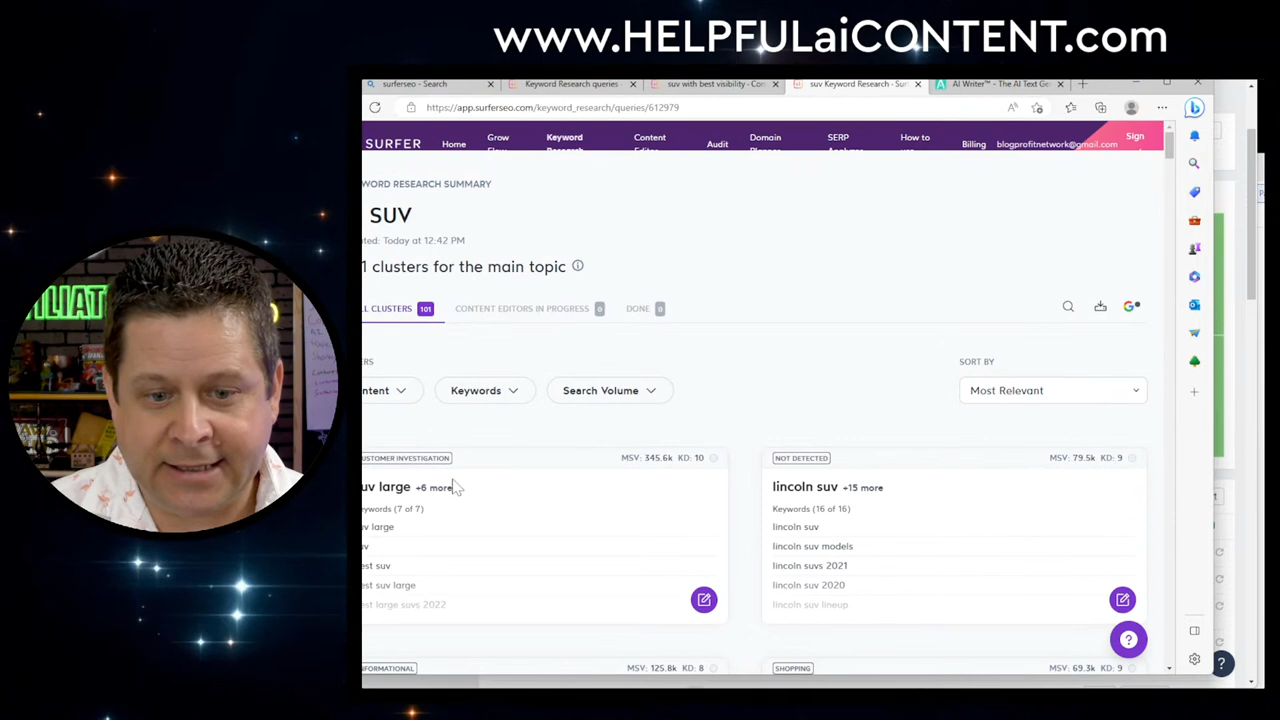 www.HELPFULaiCONTENT.com
surferseo - Search
Keyword Research queries
suv with best visibility - Con
suv Keyword Research - Sur
AI Writer™ - The AI Text Ge
https://app.surferseo.com/keyword_research/queries/612979
SURFER
Home
Grow
Keyword
Content
Audit
Domain
SERP
How to
Billing
blogprofitnetwork@gmail.com
Sign
WORD RESEARCH SUMMARY
SUV
ted: Today at 12:42 PM
1 clusters for the main topic
L CLUSTERS 101
CONTENT EDITORS IN PROGRESS 0
DONE 0
ERS
SORT BY
ntent
Keywords
Search Volume
Most Relevant
USTOMER INVESTIGATION
MSV: 345.6k KD: 10
uv large +6 more
eywords (7 of 7)
uv large
uv
est suv
est suv large
est large suvs 2022
NOT DETECTED
MSV: 79.5k KD: 9
lincoln suv +15 more
Keywords (16 of 16)
lincoln suv
lincoln suv models
lincoln suvs 2021
lincoln suv 2020
lincoln suv lineup
NFORMATIONAL
MSV: 125.8k KD: 8
SHOPPING
MSV: 69.3k KD: 9
ILIAT